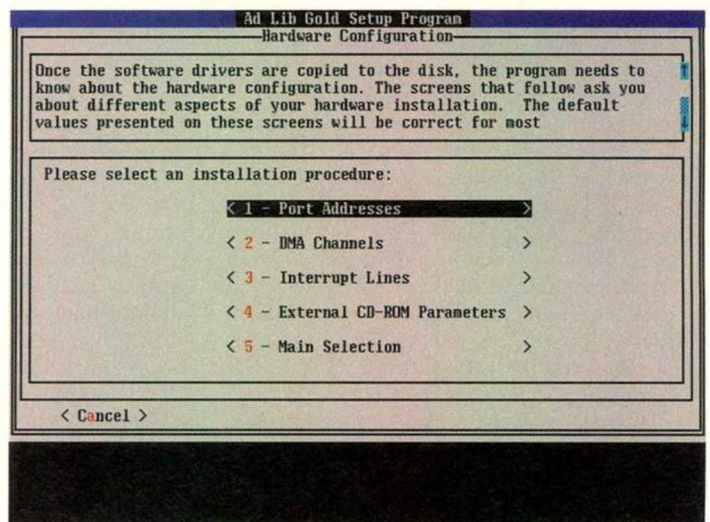 Ad Lib Gold Setup Program
Hardware Configuration
Once the software drivers are copied to the disk, the program needs to
know about the hardware configuration. The screens that follow ask you
about different aspects of your hardware installation. The default
values presented on these screens will be correct for most
Please select an installation procedure:
< 1 - Port Addresses >
< 2 - DMA Channels >
< 3 - Interrupt Lines >
< 4 - External CD-ROM Parameters >
< 5 - Main Selection >
< Cancel >